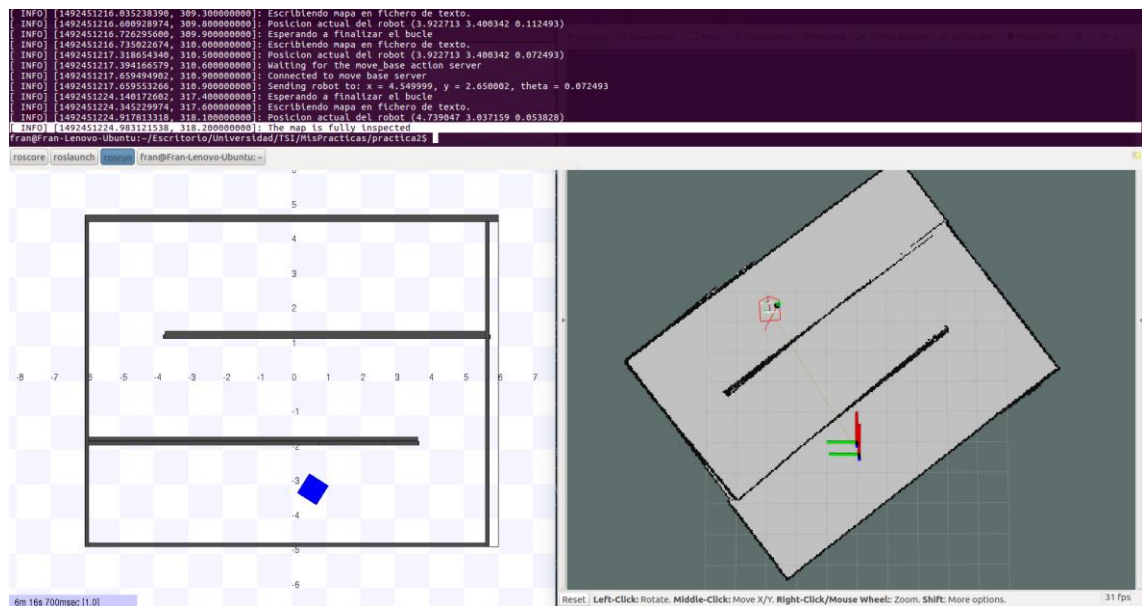 [ INFO] [1492451216.035238390, 309.300000000]: Escribiendo mapa en fichero de texto.
[ INFO] [1492451216.600928974, 309.800000000]: Posicion actual del robot (3.922713 3.400342 0.112493)
[ INFO] [1492451216.726295600, 309.900000000]: Esperando a finalizar el bucle
[ INFO] [1492451216.735022674, 310.000000000]: Escribiendo mapa en fichero de texto.
[ INFO] [1492451217.318654340, 310.500000000]: Posicion actual del robot (3.922713 3.400342 0.072493)
[ INFO] [1492451217.394166579, 310.600000000]: Waiting for the move_base action server
[ INFO] [1492451217.659494902, 310.900000000]: Connected to move base server
[ INFO] [1492451217.659553266, 310.900000000]: Sending robot to: x = 4.549999, y = 2.650002, theta = 0.072493
[ INFO] [1492451224.140172602, 317.400000000]: Esperando a finalizar el bucle
[ INFO] [1492451224.345229974, 317.600000000]: Escribiendo mapa en fichero de texto.
[ INFO] [1492451224.917813318, 318.100000000]: Posicion actual del robot (4.739047 3.037159 0.053828)
[ INFO] [1492451224.983121538, 318.200000000]: The map is fully inspected
fran@Fran-Lenovo-Ubuntu:~/Escritorio/Universidad/TSI/MisPracticas/practica2$
roscore roslaunch rosrun fran@Fran-Lenovo-Ubuntu: ~
5
4
3
2
1
-8 -7 -6 -5 -4 -3 -2 -1 0 1 2 3 4 5 6 7
-1
-2
-3
-4
-5
-6
6m 16s 700msec [1.0]
Reset Left-Click: Rotate. Middle-Click: Move X/Y. Right-Click/Mouse Wheel:: Zoom. Shift: More options. 31 fps